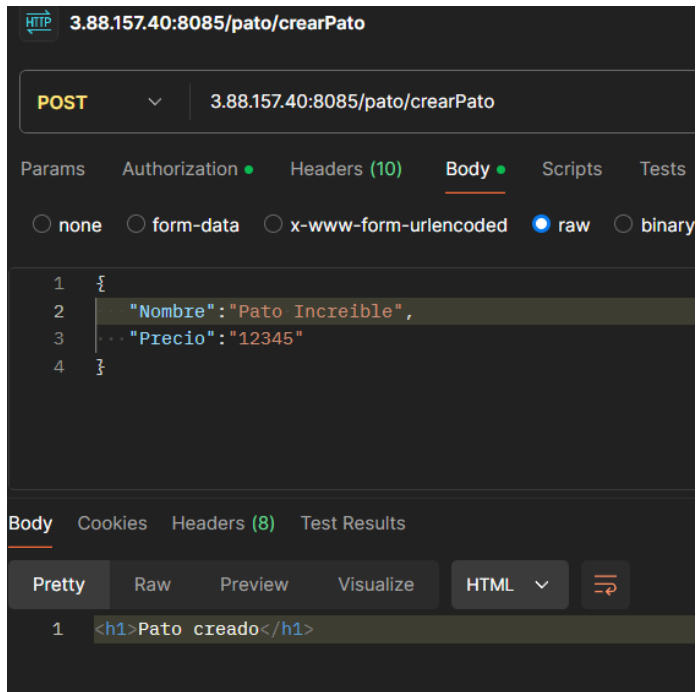 HTTP 3.88.157.40:8085/pato/crearPato
POST 3.88.157.40:8085/pato/crearPato
Params Authorization Headers (10) Body Scripts Tests
none form-data x-www-form-urlencoded raw binary
1 {
2 "Nombre":"Pato Increible",
3 "Precio":"12345"
4 }
Body Cookies Headers (8) Test Results
Pretty Raw Preview Visualize HTML
1 <h1>Pato creado</h1>